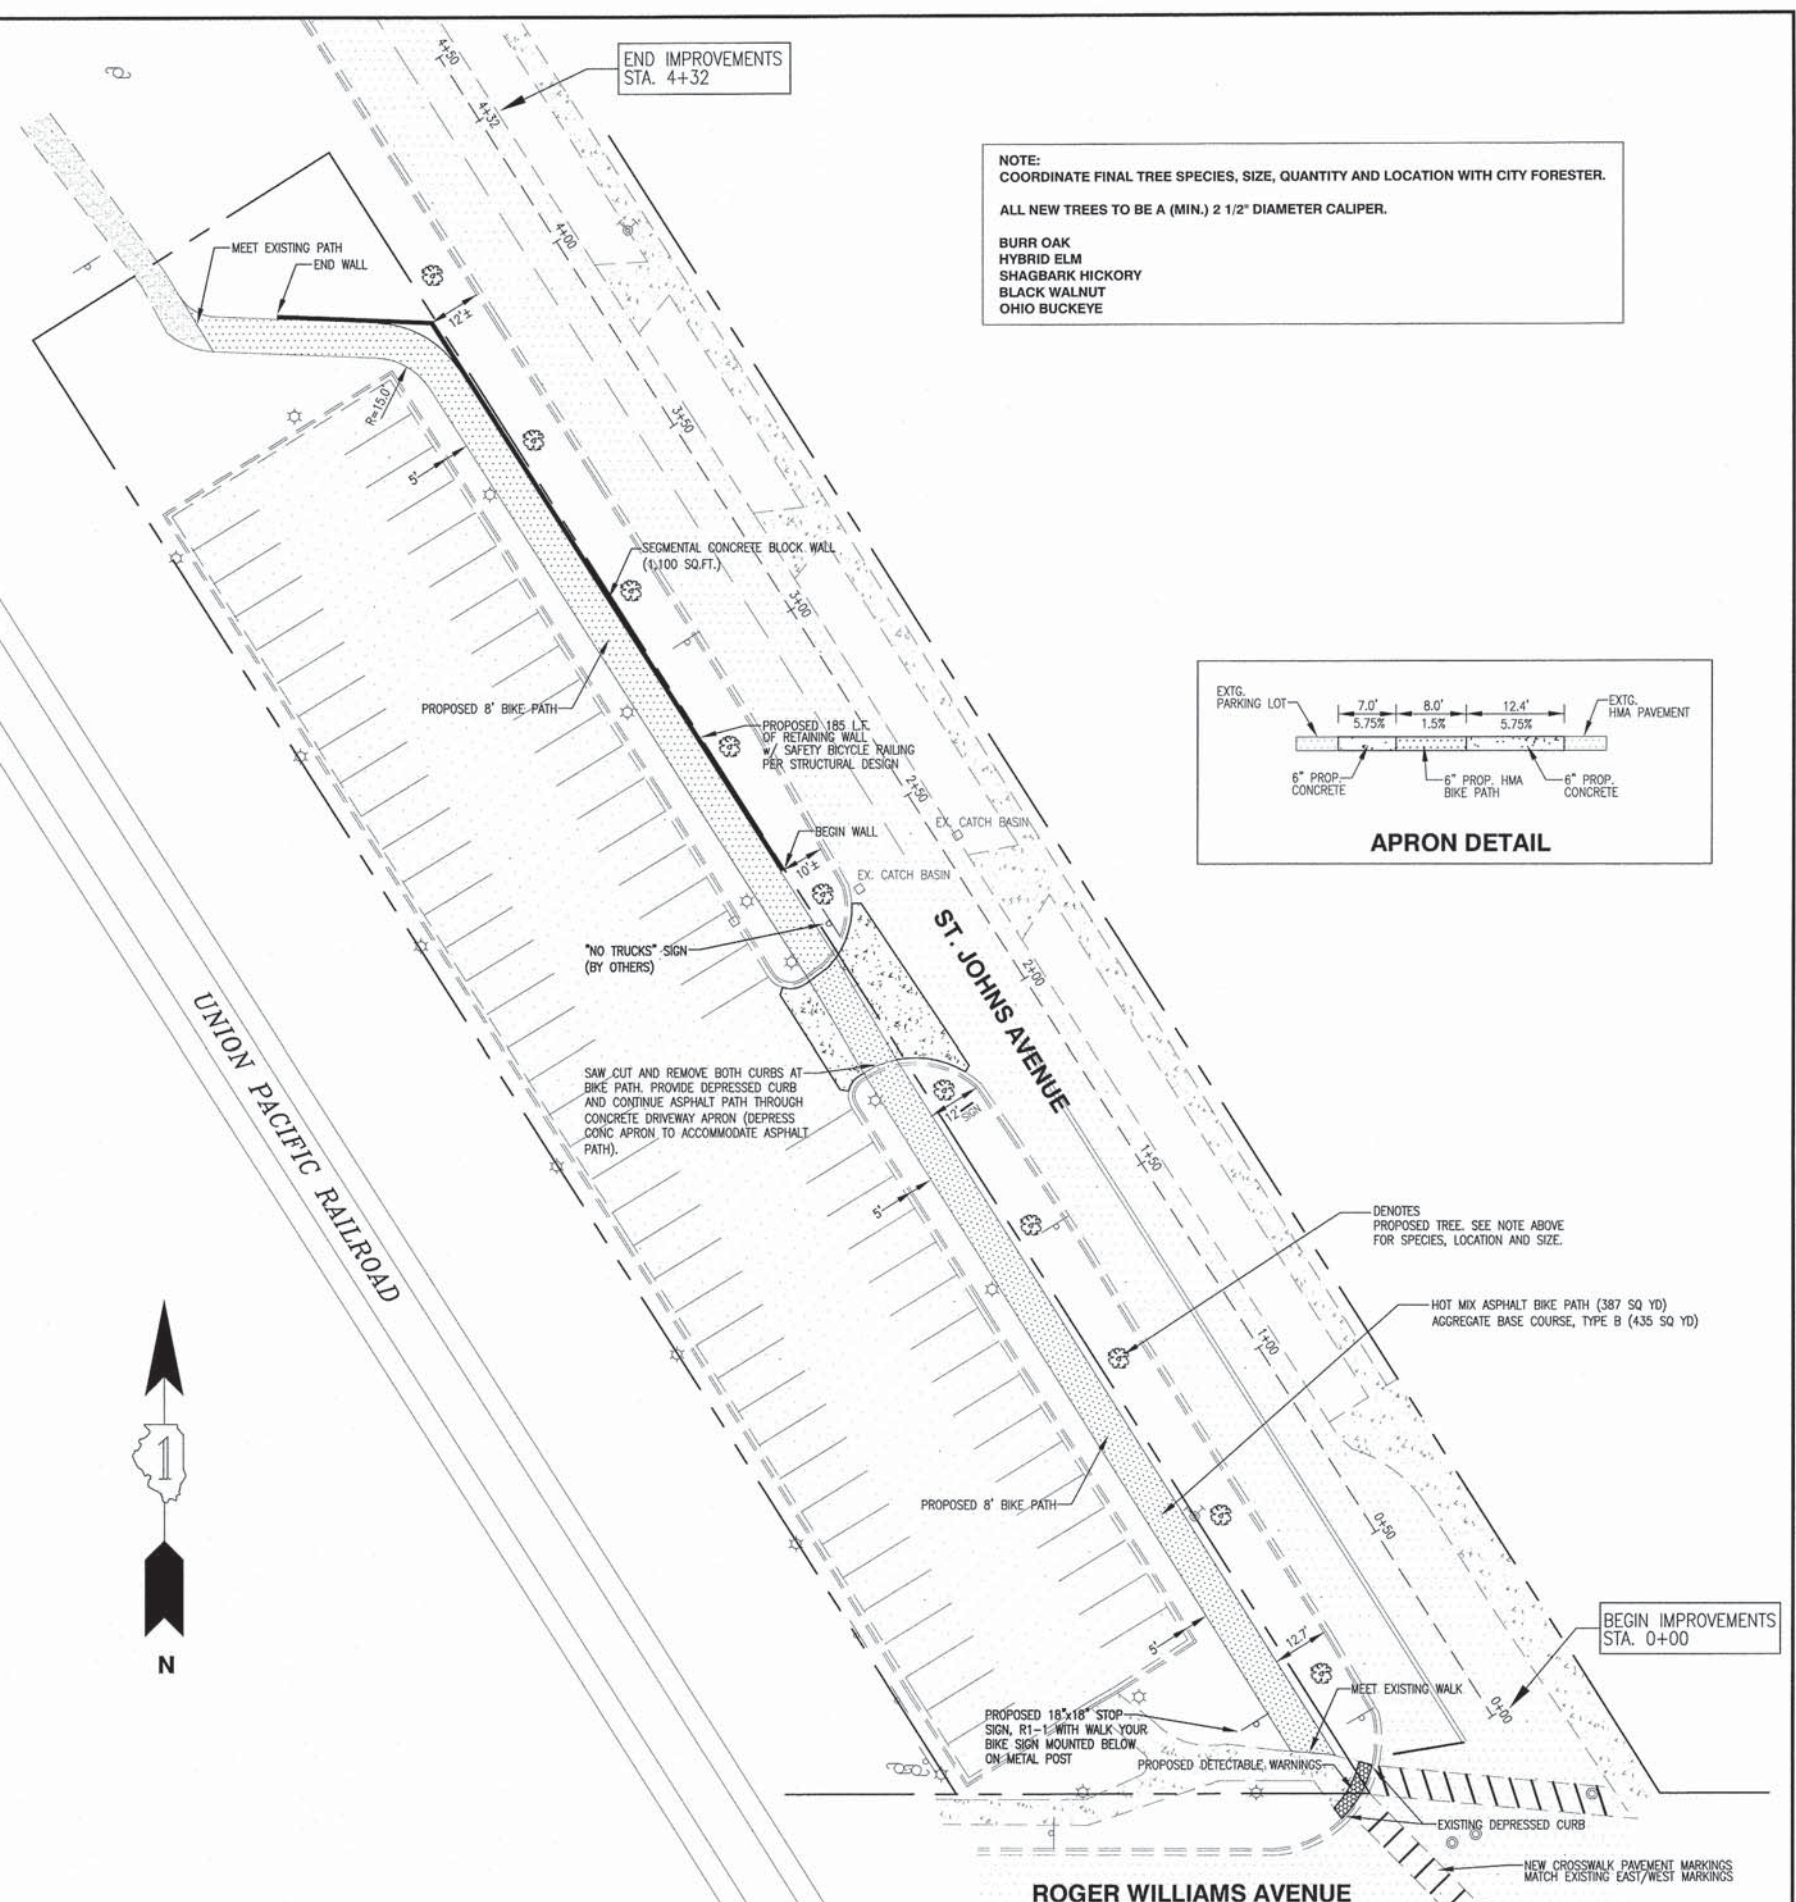 END IMPROVEMENTS
STA. 4+32
4+50
4+32
NOTE:
COORDINATE FINAL TREE SPECIES, SIZE, QUANTITY AND LOCATION WITH CITY FORESTER.
ALL NEW TREES TO BE A (MIN.) 2 1/2" DIAMETER CALIPER.
BURR OAK
HYBRID ELM
SHAGBARK HICKORY
BLACK WALNUT
OHIO BUCKEYE
4+00
MEET EXISTING PATH
END WALL
12'±
R=15.0'
3+50
5'
SEGMENTAL CONCRETE BLOCK WALL
(1,100 SQ.FT.)
3+00
PROPOSED 8' BIKE PATH
PROPOSED 185 L.F.
OF RETAINING WALL
w/ SAFETY BICYCLE RAILING
PER STRUCTURAL DESIGN
EXTG.
PARKING LOT
7.0'
8.0'
12.4'
5.75%
1.5%
5.75%
EXTG.
HMA PAVEMENT
6" PROP.
CONCRETE
6" PROP. HMA
BIKE PATH
6" PROP.
CONCRETE
APRON DETAIL
2+50
EX. CATCH BASIN
BEGIN WALL
10'±
EX. CATCH BASIN
"NO TRUCKS" SIGN
(BY OTHERS)
ST. JOHNS AVENUE
2+00
UNION PACIFIC RAILROAD
SAW CUT AND REMOVE BOTH CURBS AT
BIKE PATH. PROVIDE DEPRESSED CURB
AND CONTINUE ASPHALT PATH THROUGH
CONCRETE DRIVEWAY APRON (DEPRESS
CONC APRON TO ACCOMMODATE ASPHALT
PATH).
12'
SIGN
1+50
5'
DENOTES
PROPOSED TREE. SEE NOTE ABOVE
FOR SPECIES, LOCATION AND SIZE.
HOT MIX ASPHALT BIKE PATH (387 SQ YD)
AGGREGATE BASE COURSE, TYPE B (435 SQ YD)
1+00
1
N
PROPOSED 8' BIKE PATH
0+50
BEGIN IMPROVEMENTS
STA. 0+00
5'
12.7'
MEET EXISTING WALK
0+00
PROPOSED 18"x18" STOP
SIGN, R1-1 WITH WALK YOUR
BIKE SIGN MOUNTED BELOW
ON METAL POST
PROPOSED DETECTABLE WARNINGS
EXISTING DEPRESSED CURB
NEW CROSSWALK PAVEMENT MARKINGS
MATCH EXISTING EAST/WEST MARKINGS
ROGER WILLIAMS AVENUE